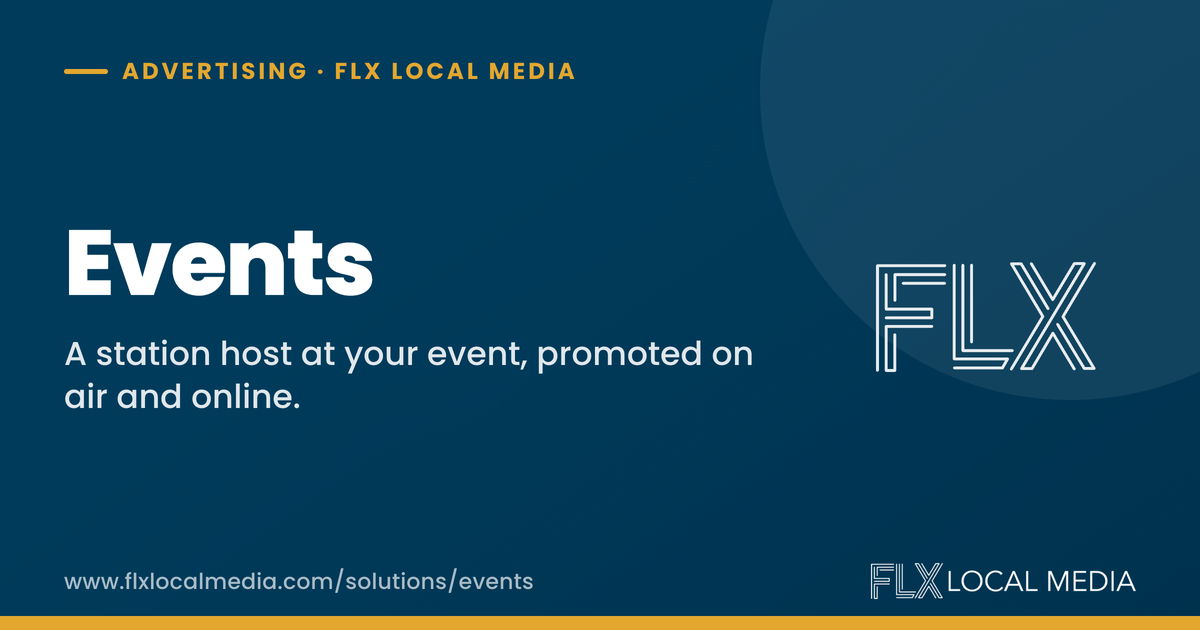 ADVERTISING · FLX LOCAL MEDIA
Events
A station host at your event, promoted on
air and online.
FLX
www.flxlocalmedia.com/solutions/events
FLX LOCAL MEDIA